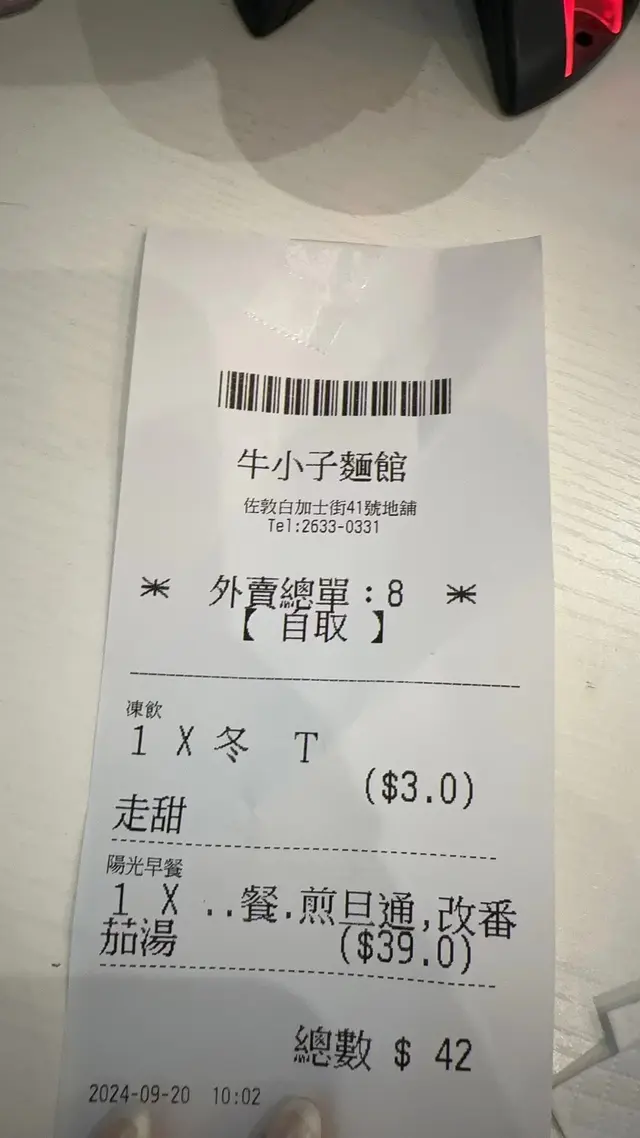 牛小子麵館
佐敦白加士街41號地舖
Tel:2633-0331
* 外賣總單:8 *
【 自取 】
凍飲
1 X 冬 T
($3.0)
走甜
陽光早餐
1 X ..餐.煎旦通,改番
茄湯 ($39.0)
總數 $ 42
2024-09-20 10:02